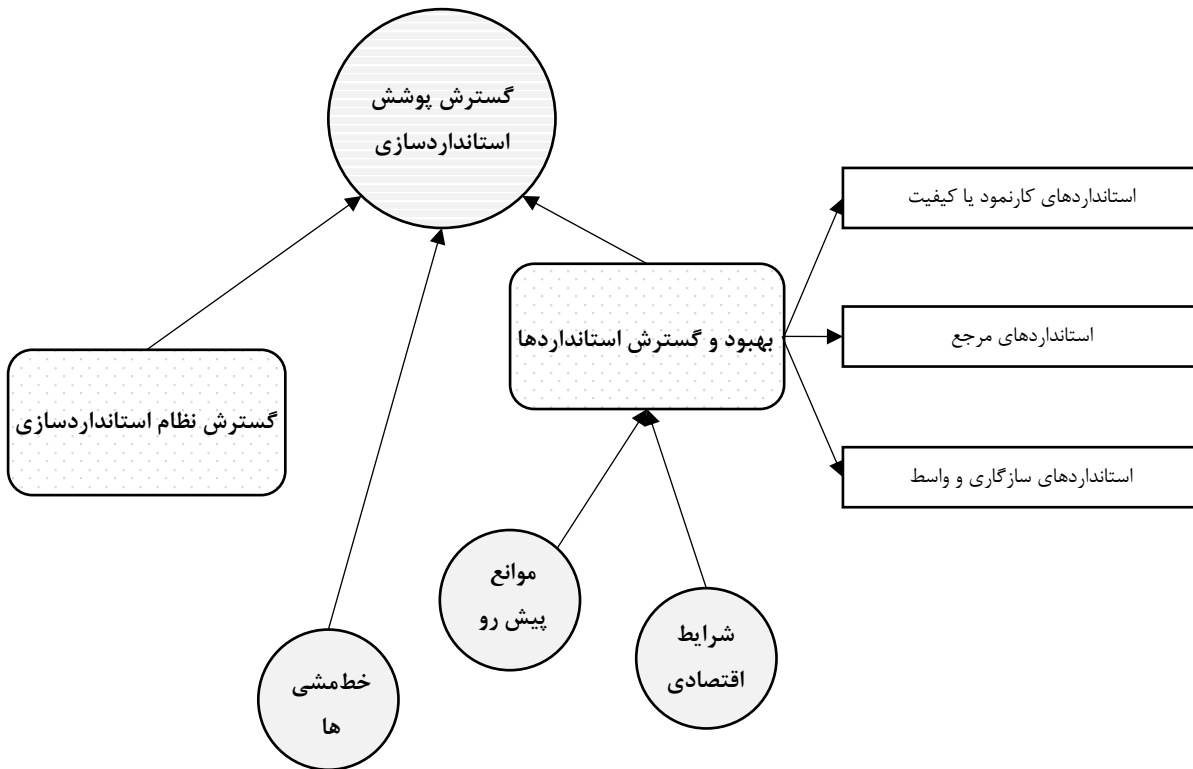 گسترش پوشش
استانداردسازی
استانداردهای کارنمود یا کیفیت
بهبود و گسترش استانداردها
استانداردهای مرجع
گسترش نظام استانداردسازی
استانداردهای سازگاری و واسط
موانع
پیش رو
شرایط
اقتصادی
خط‌مشی
ها